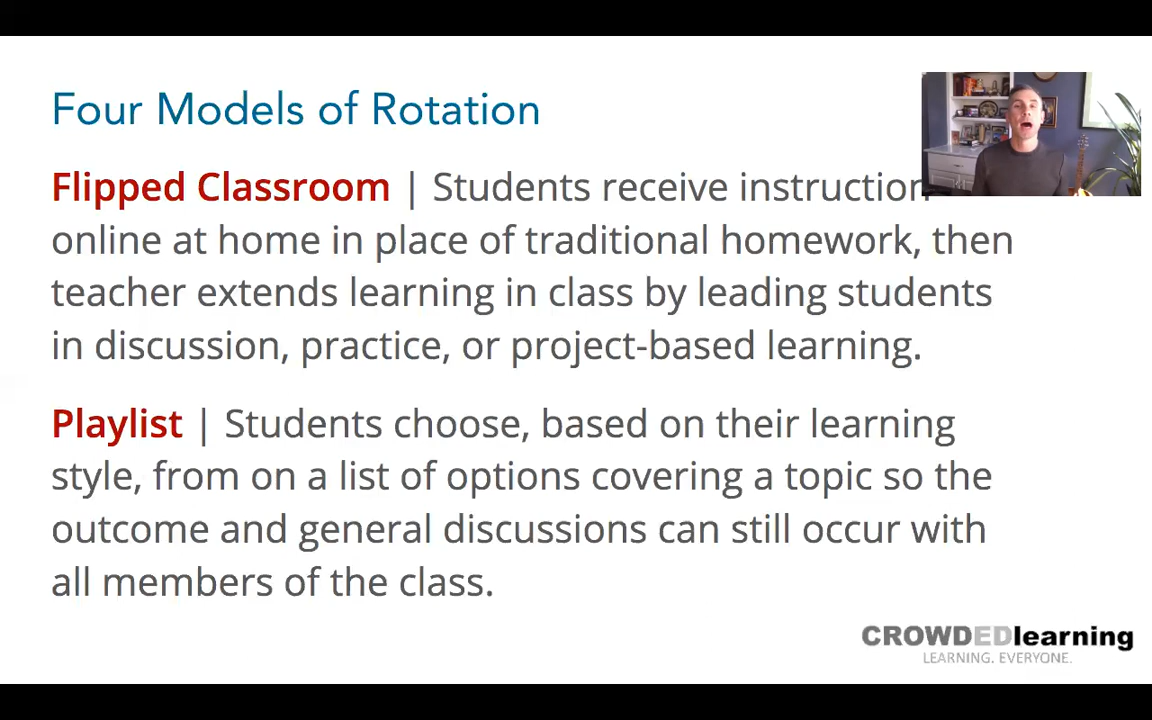 Four Models of Rotation
Flipped Classroom | Students receive instruction
online at home in place of traditional homework, then
teacher extends learning in class by leading students
in discussion, practice, or project-based learning.
Playlist | Students choose, based on their learning
style, from on a list of options covering a topic so the
outcome and general discussions can still occur with
all members of the class.
CROWDEDlearning
LEARNING. EVERYONE.